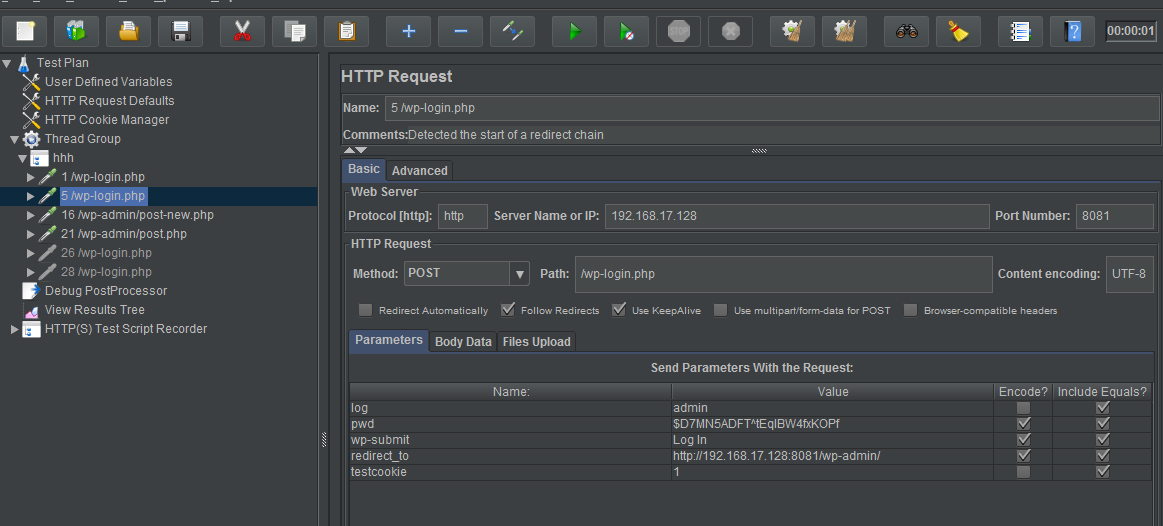 STOP
00:00:01
Test Plan
User Defined Variables
HTTP Request Defaults
HTTP Cookie Manager
Thread Group
hhh
1 /wp-login.php
5 /wp-login.php
16 /wp-admin/post-new.php
21 /wp-admin/post.php
26 /wp-login.php
28 /wp-login.php
Debug PostProcessor
View Results Tree
HTTP(S) Test Script Recorder
HTTP Request
Name: 5 /wp-login.php
Comments: Detected the start of a redirect chain
Basic Advanced
Web Server
Protocol [http]: http Server Name or IP: 192.168.17.128 Port Number: 8081
HTTP Request
Method: POST Path: /wp-login.php Content encoding: UTF-8
Redirect Automatically Follow Redirects Use KeepAlive Use multipart/form-data for POST Browser-compatible headers
Parameters Body Data Files Upload
Send Parameters With the Request:
Name: Value Encode? Include Equals?
log admin
pwd $D7MN5ADFT^tEqIBW4fxKOPf
wp-submit Log In
redirect_to http://192.168.17.128:8081/wp-admin/
testcookie 1